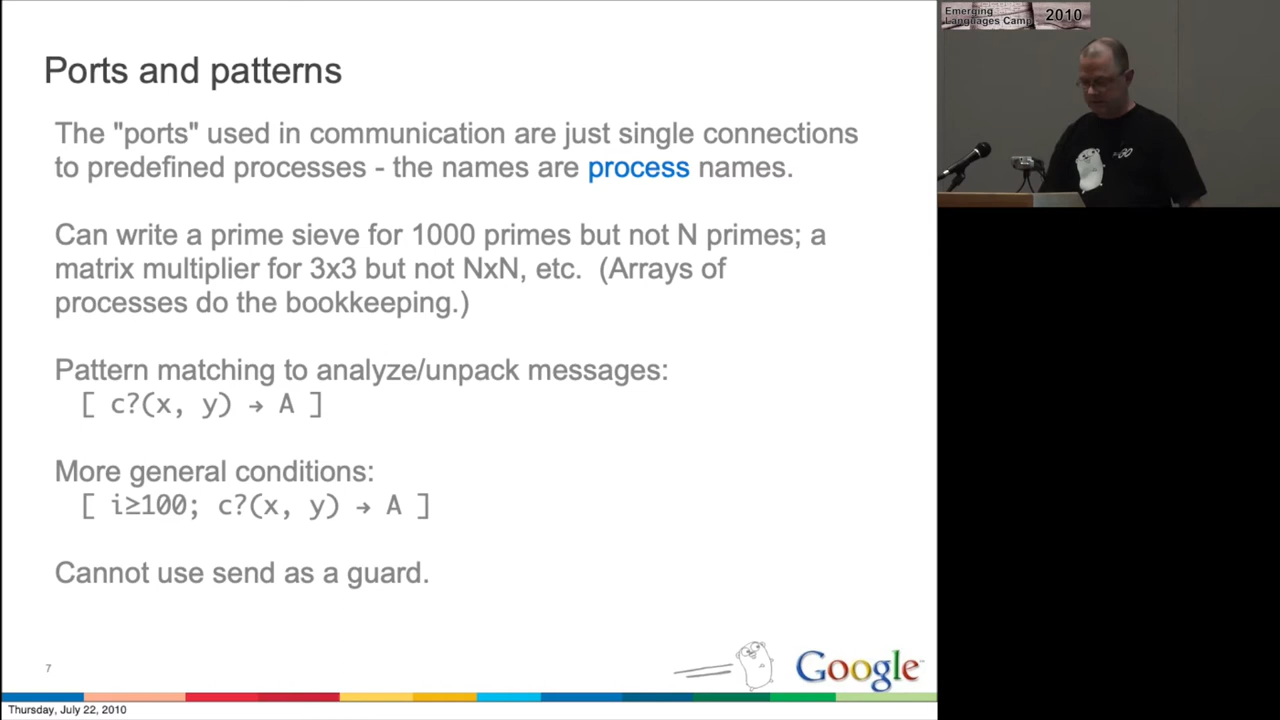 Emerging
Languages Camp 2010
Ports and patterns
The "ports" used in communication are just single connections
to predefined processes - the names are process names.
Can write a prime sieve for 1000 primes but not N primes; a
matrix multiplier for 3x3 but not NxN, etc. (Arrays of
processes do the bookkeeping.)
Pattern matching to analyze/unpack messages:
[ c?(x, y) → A ]
More general conditions:
[ i≥100; c?(x, y) → A ]
Cannot use send as a guard.
7
Google
Thursday, July 22, 2010
GO